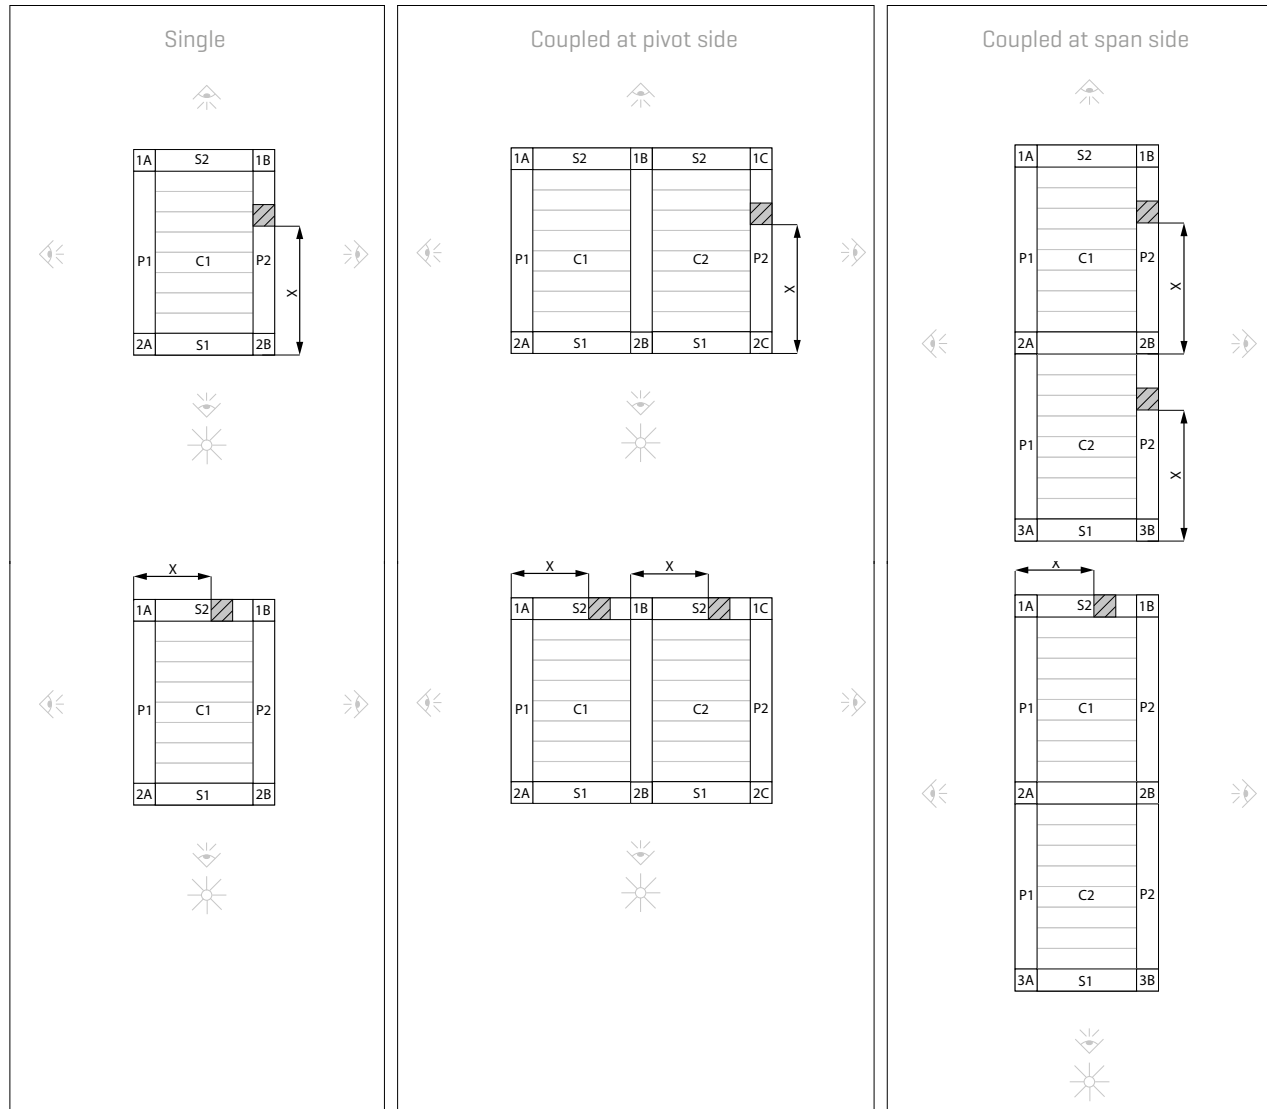 Single
1A S2 1B
P1 C1 P2
X
2A S1 2B
X
1A S2 1B
P1 C1 P2
2A S1 2B
Coupled at pivot side
1A S2 1B S2 1C
P1 C1 C2 P2
X
2A S1 2B S1 2C
X X
1A S2 1B S2 1C
P1 C1 C2 P2
2A S1 2B S1 2C
Coupled at span side
1A S2 1B
P1 C1 P2
X
2A 2B
P1 C2 P2
X
3A S1 3B
X
1A S2 1B
P1 C1 P2
2A 2B
P1 C2 P2
3A S1 3B